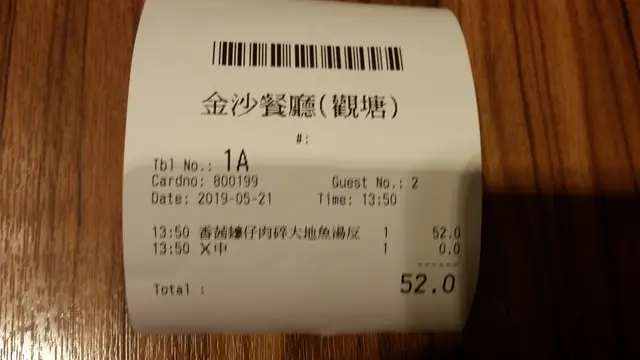 金沙餐廳(觀塘)
#:
Tbl No.: 1A
Cardno: 800199 Guest No.: 2
Date: 2019-05-21 Time: 13:50
13:50 香茜蠔仔肉碎大地魚湯反 1 52.0
13:50 X中 1 0.0
Total : 52.0